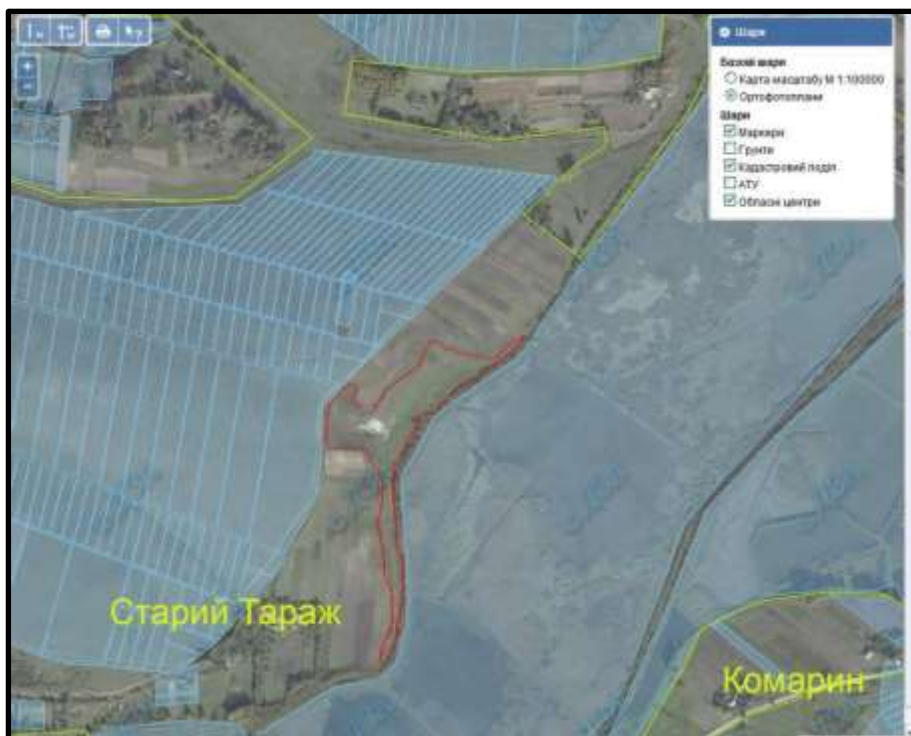 Шари
Базові шари
Карта масштабу М 1:100000
Ортофотоплани
Шари
Маркери
Ґрунти
Кадастровий поділ
АТУ
Обласні центри
Старий Тараж
Комарин